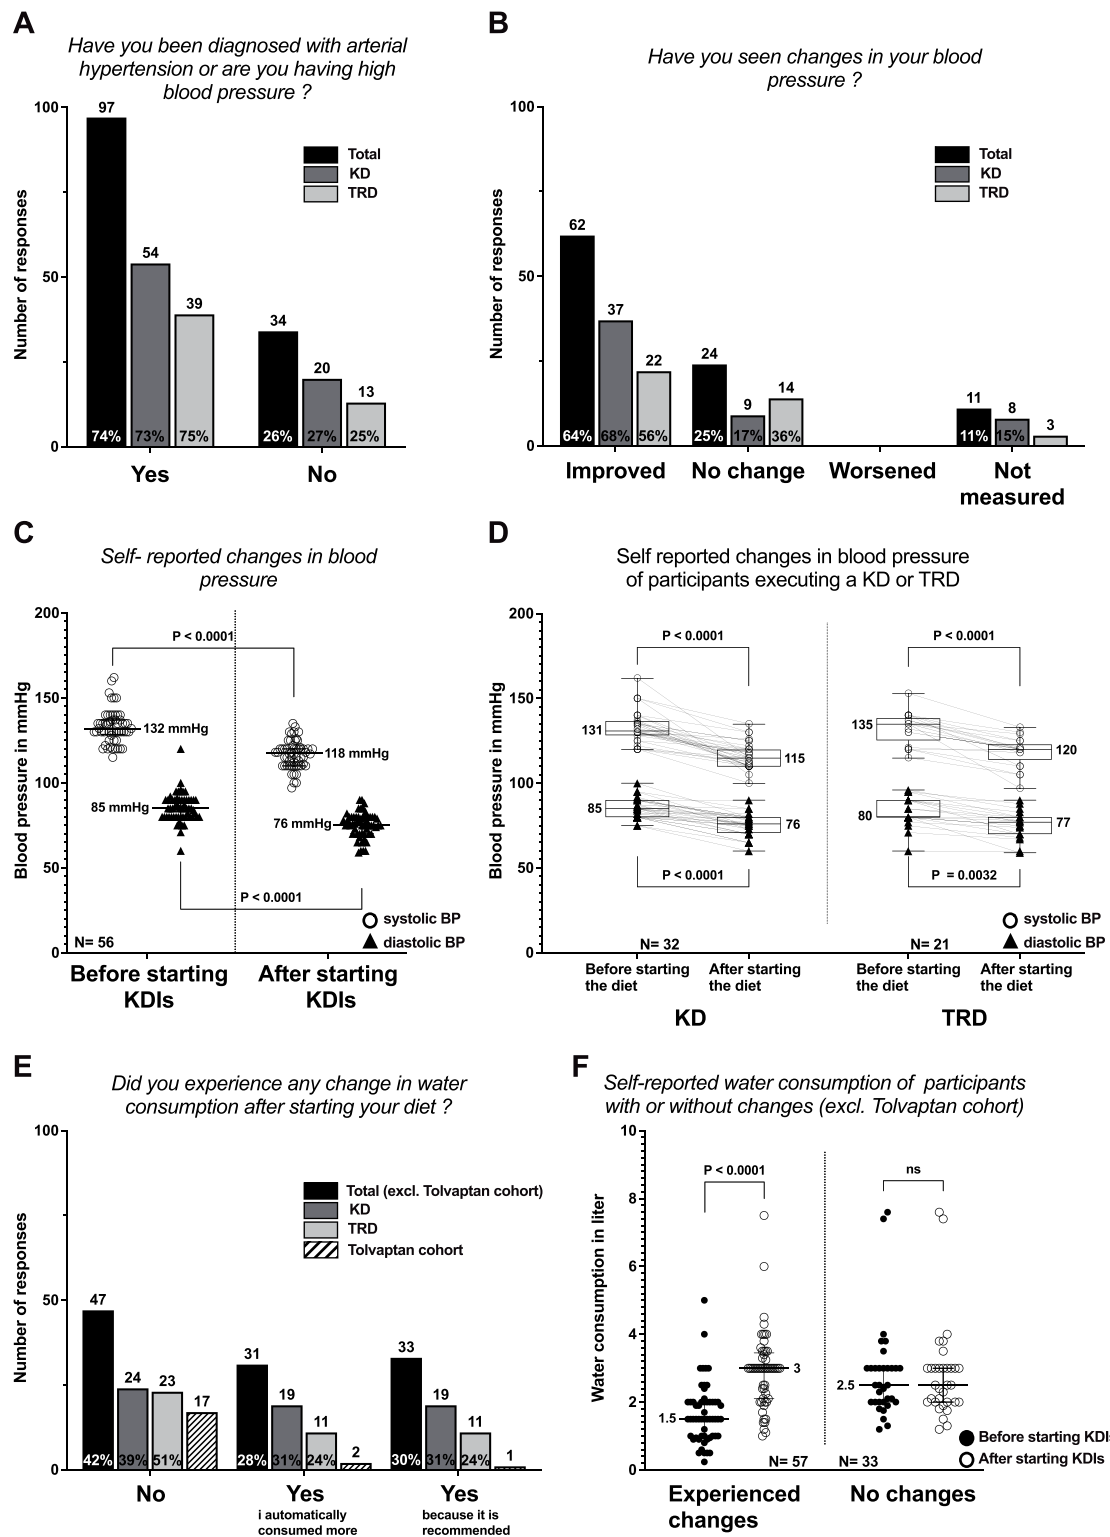 A
Have you been diagnosed with arterial
hypertension or are you having high
blood pressure ?
100
50
0
Number of responses
Total
KD
TRD
97
54
39
34
20
13
74%
73%
75%
26%
27%
25%
Yes
No
B
Have you seen changes in your blood
pressure ?
100
50
0
Number of responses
Total
KD
TRD
62
37
22
24
9
14
11
8
3
64%
68%
56%
25%
17%
36%
11%
15%
Improved
No change
Worsened
Not
measured
C
Self- reported changes in blood
pressure
200
150
100
50
0
Blood pressure in mmHg
P < 0.0001
132 mmHg
118 mmHg
85 mmHg
76 mmHg
P < 0.0001
systolic BP
diastolic BP
N= 56
Before starting
KDIs
After starting
KDIs
D
Self reported changes in blood pressure
of participants executing a KD or TRD
200
150
100
50
0
Blood pressure in mmHg
P < 0.0001
P < 0.0001
131
115
135
120
85
76
80
77
P < 0.0001
P = 0.0032
systolic BP
diastolic BP
N= 32
N= 21
Before starting
the diet
After starting
the diet
Before starting
the diet
After starting
the diet
KD
TRD
E
Did you experience any change in water
consumption after starting your diet ?
100
50
0
Number of responses
Total (excl. Tolvaptan cohort)
KD
TRD
Tolvaptan cohort
47
24
23
17
31
19
11
2
33
19
11
1
42%
39%
51%
28%
31%
24%
30%
31%
24%
No
Yes
i automatically
consumed more
Yes
because it is
recommended
F
Self-reported water consumption of participants
with or without changes (excl. Tolvaptan cohort)
10
8
6
4
2
0
Water consumption in liter
P < 0.0001
ns
1.5
3
2.5
N= 57
N= 33
Before starting KDIs
After starting KDIs
Experienced
changes
No changes